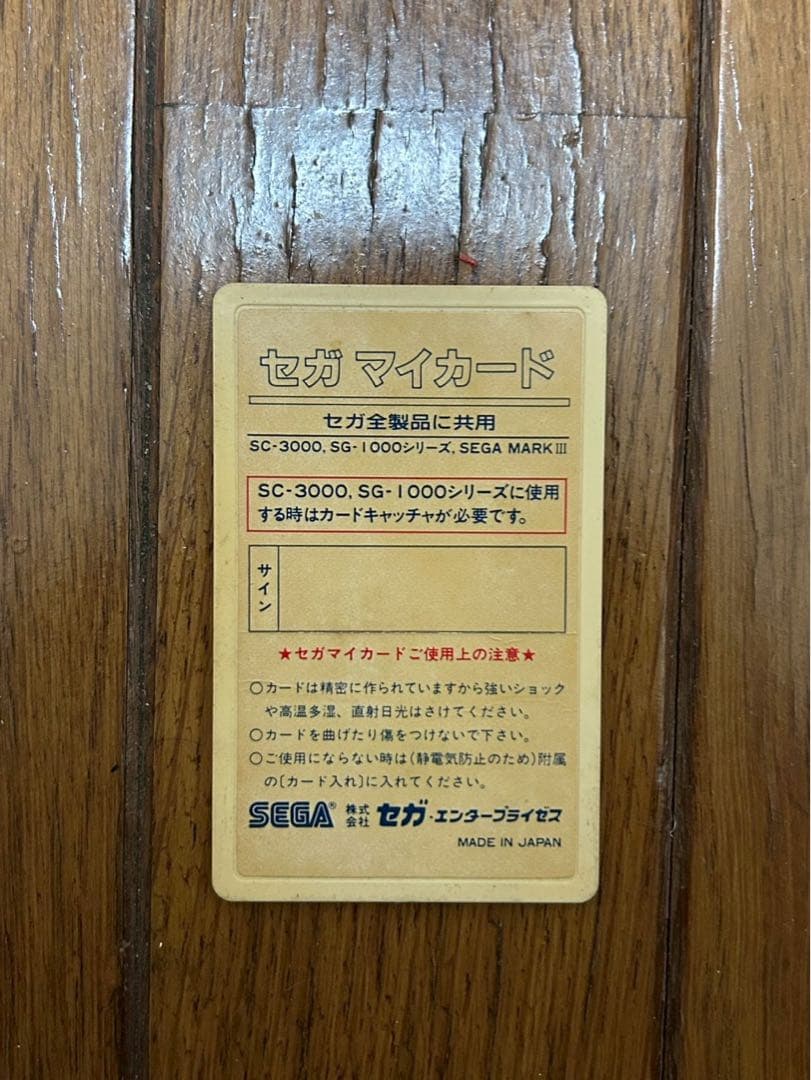 セガ マイカード
セガ全製品に共用
SC-3000, SG-1000シリーズ, SEGA MARKⅢ
SC-3000, SG-1000シリーズに使用
する時はカードキャッチャが必要です。
サイン
★セガマイカードご使用上の注意★
○カードは精密に作られていますから強いショック
や高温多湿、直射日光はさけてください。
○カードを曲げたり傷をつけないで下さい。
○ご使用にならない時は(静電気防止のため)附属
の〔カード入れ〕に入れてください。
SEGA® 株式会社 セガ・エンタープライゼス
MADE IN JAPAN